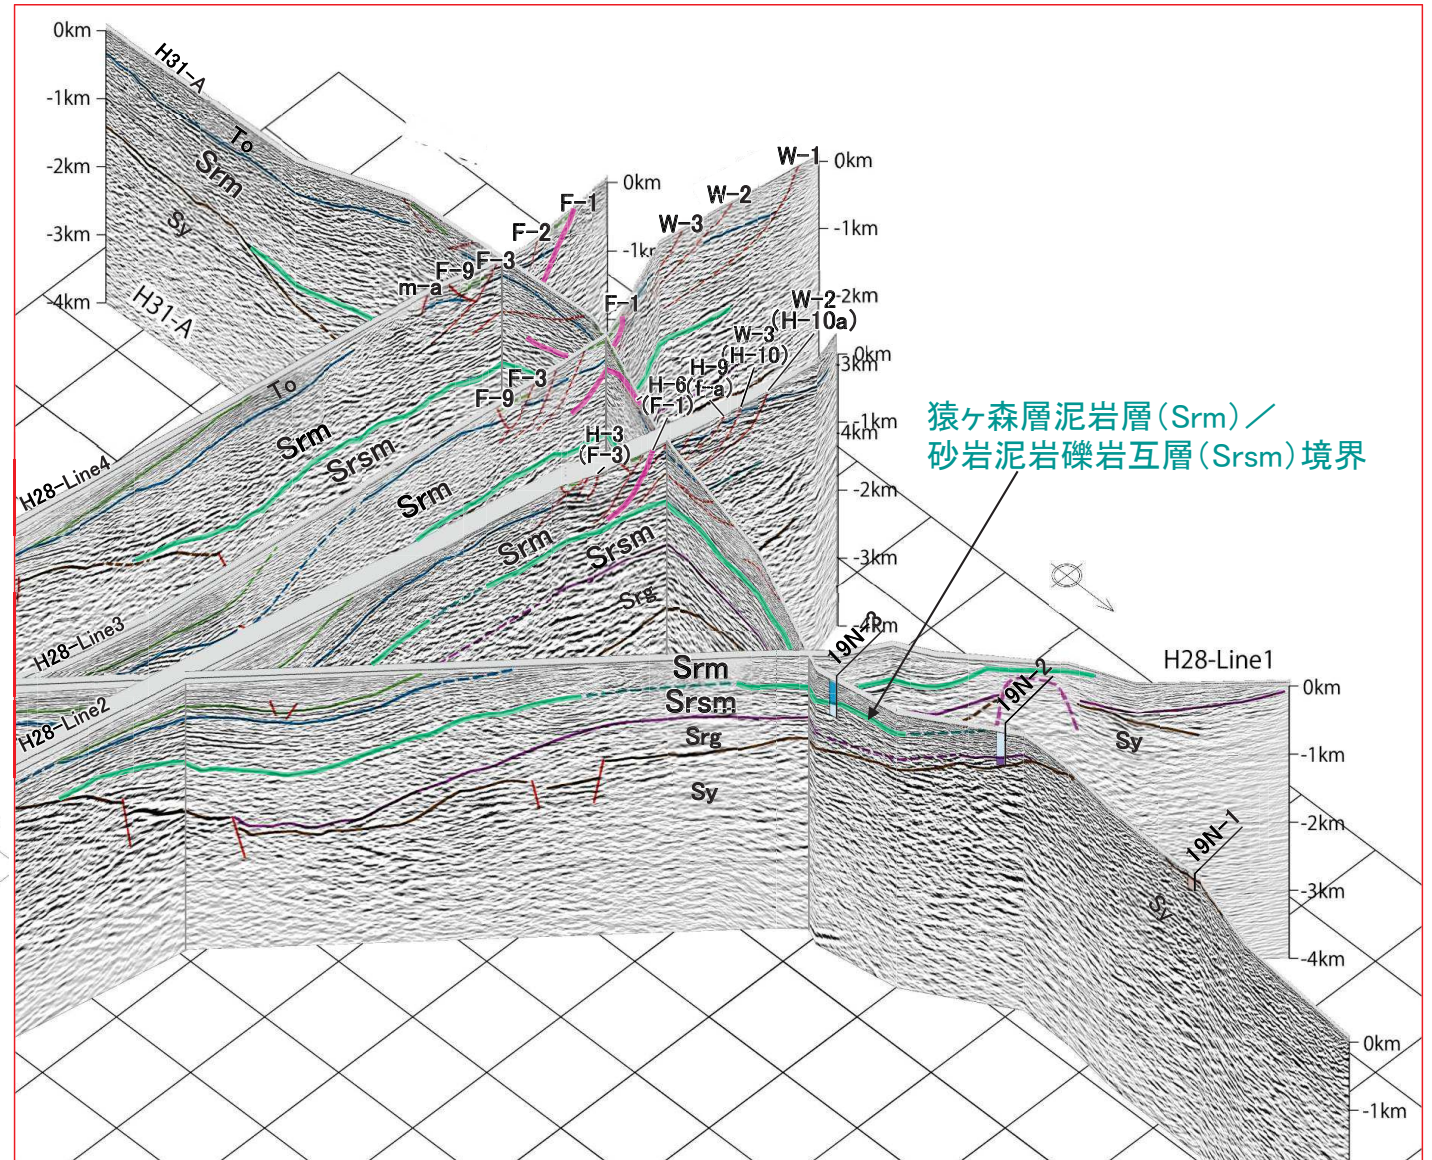 0km
-1km
-2km
-3km
-4km
H31-A
To
Srm
Sy
H31-A
F-1
F-2
F-3
F-9
m-a
0km
W-1
W-2
W-3
0km
-1km
-2km
F-1
W-2
(H-10a)
W-3
(H-10)
H-9
(f-a)
H-6
(F-1)
H-3
(F-3)
-3km
0km
-1km
-4km
-2km
-3km
-4km
F-3
F-9
To
Srm
Srsm
Srm
Srm
Srsm
Srg
H28-Line4
H28-Line3
H28-Line2
猿ヶ森層泥岩層(Srm)/
砂岩泥岩礫岩互層(Srsm)境界
Srm
Srsm
Srg
Sy
19N-2
19N-1
H28-Line1
Sy
Sy
0km
-1km
-2km
-3km
-4km
0km
-1km